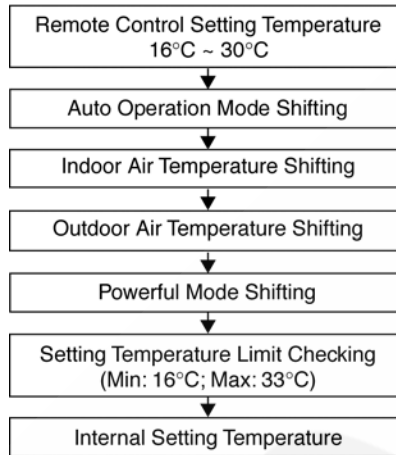 Remote Control Setting Temperature
16°C ~ 30°C
Auto Operation Mode Shifting
Indoor Air Temperature Shifting
Outdoor Air Temperature Shifting
Powerful Mode Shifting
Setting Temperature Limit Checking
(Min: 16°C; Max: 33°C)
Internal Setting Temperature